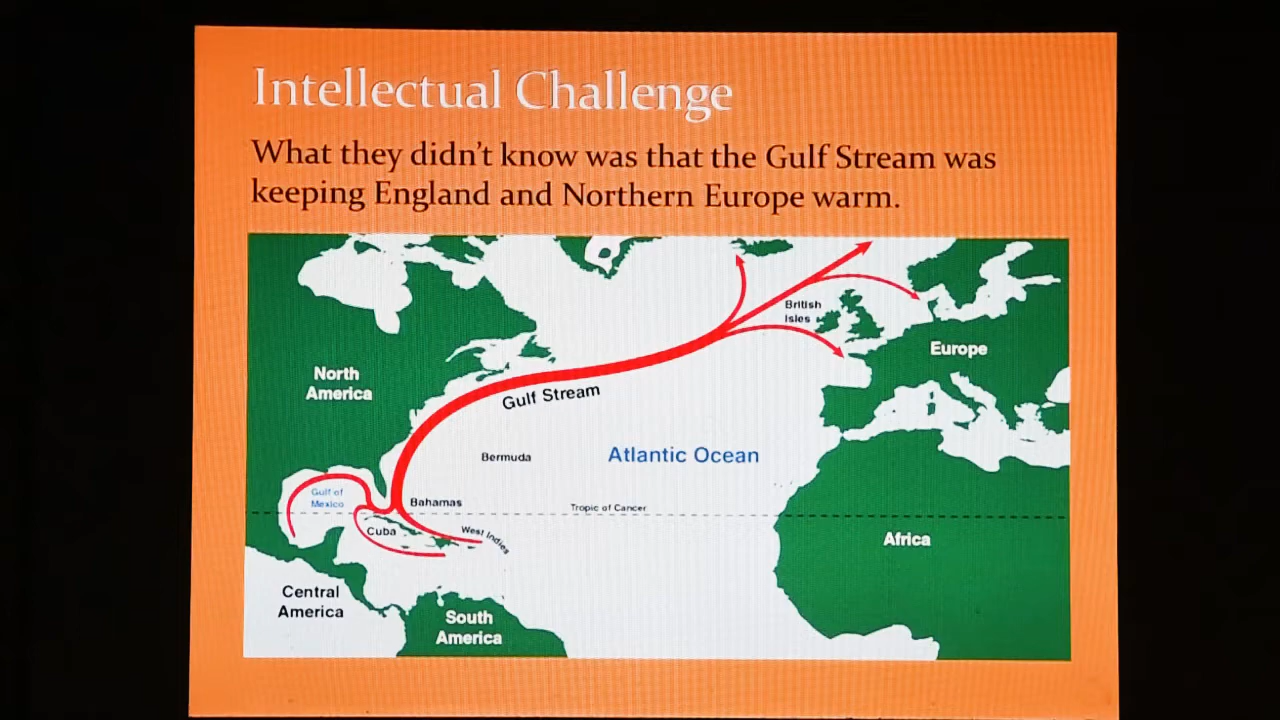 Intellectual Challenge
What they didn't know was that the Gulf Stream was
keeping England and Northern Europe warm.
British
Isles
Europe
North
America
Gulf Stream
Bermuda
Atlantic Ocean
Gulf of
Mexico
Bahamas
Tropic of Cancer
Cuba
West Indies
Africa
Central
America
South
America